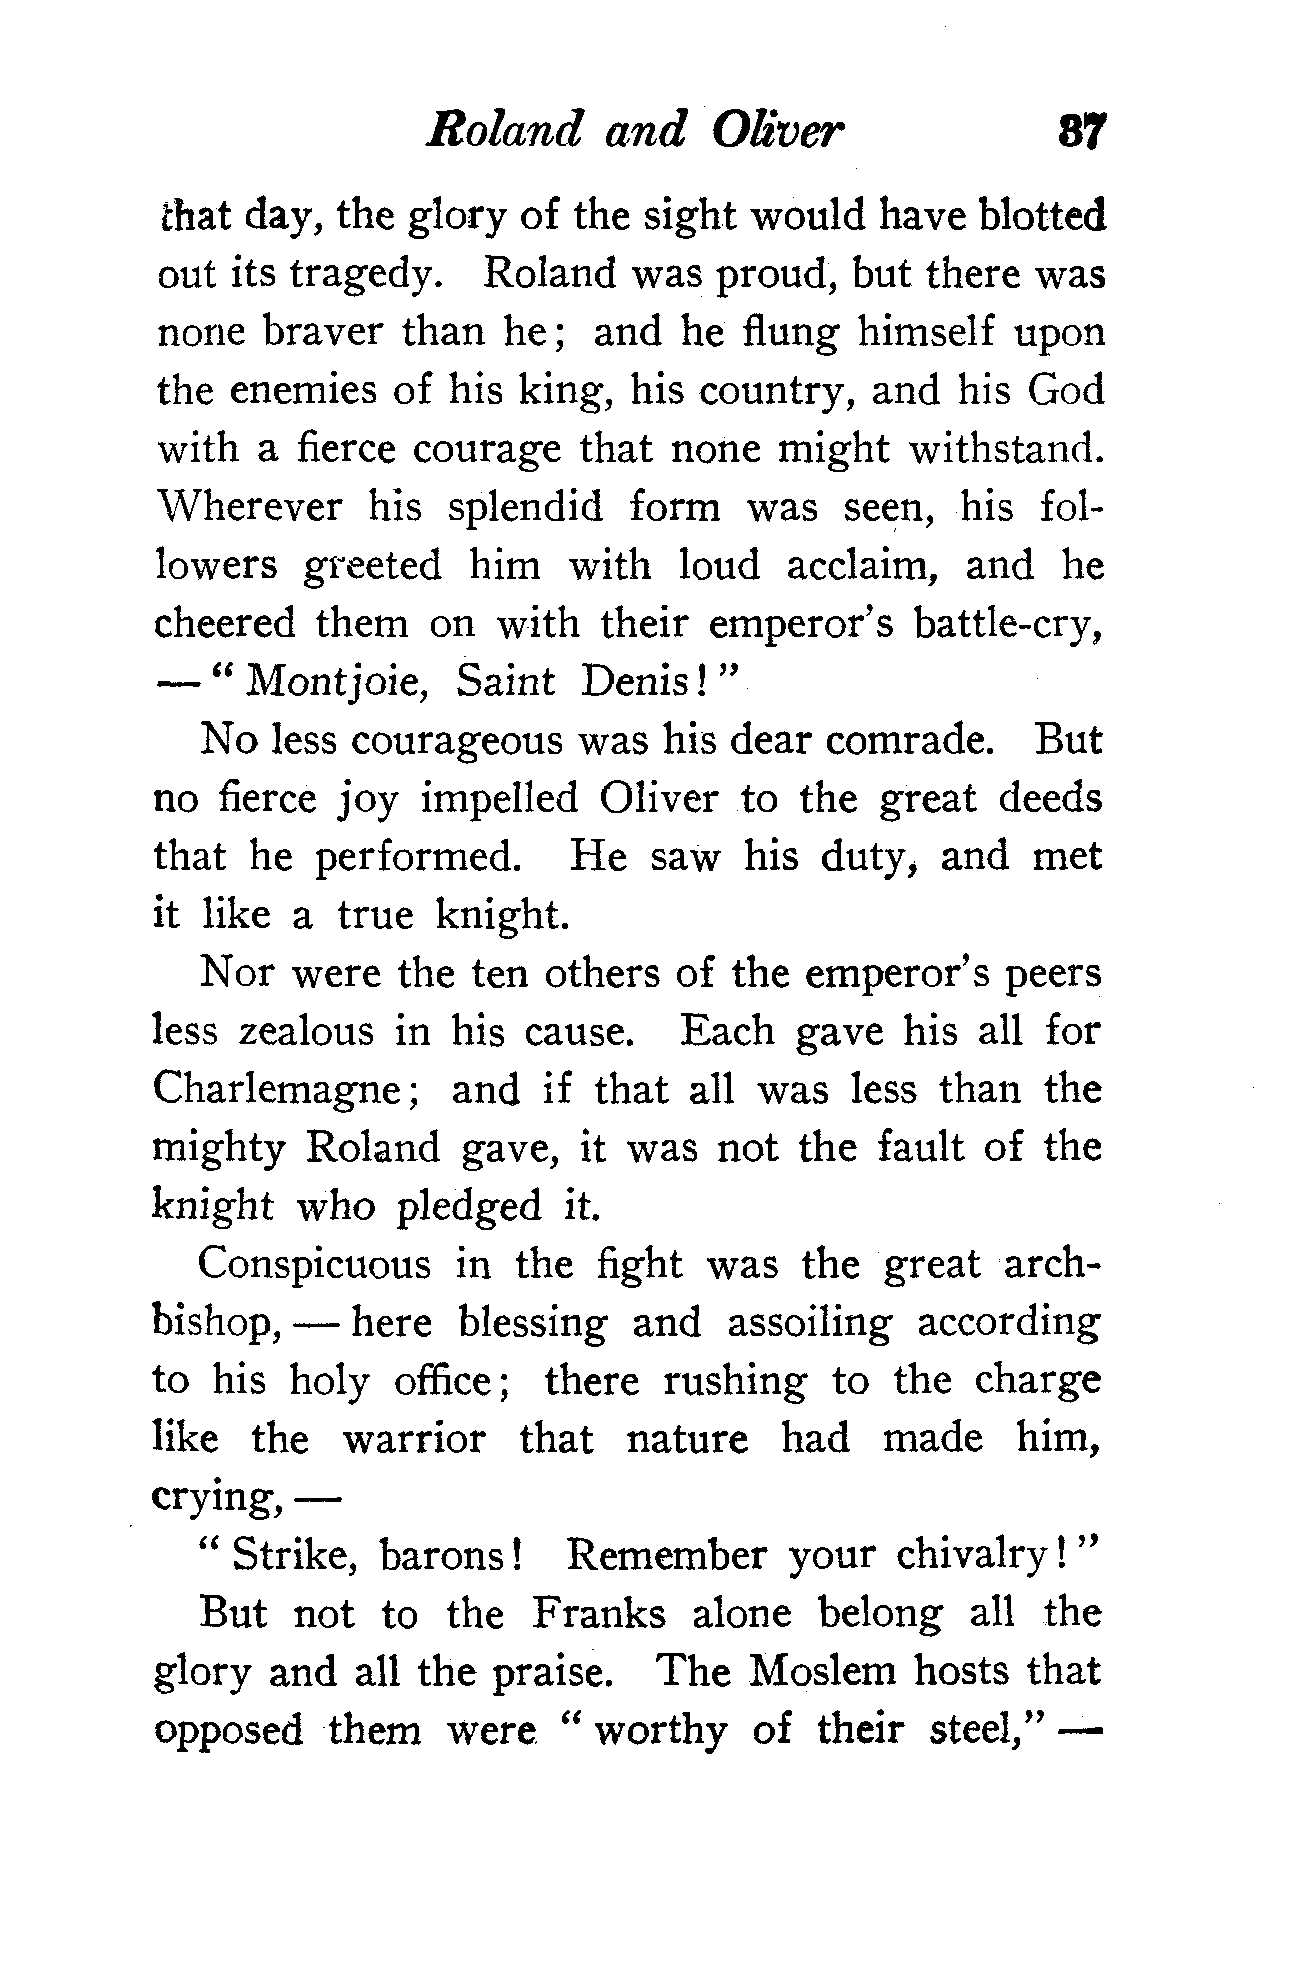 Roland and Oliver 87
that day, the glory of the sight would have blotted
out its tragedy. Roland was proud, but there was
none braver than he; and he flung himself upon
the enemies of his king, his country, and his God
with a fierce courage that none might withstand.
Wherever his splendid form was seen, his fol-
lowers greeted him with loud acclaim, and he
cheered them on with their emperor's battle-cry,
— “ Montjoie, Saint Denis! ”
No less courageous was his dear comrade. But
no fierce joy impelled Oliver to the great deeds
that he performed. He saw his duty, and met
it like a true knight.
Nor were the ten others of the emperor's peers
less zealous in his cause. Each gave his all for
Charlemagne; and if that all was less than the
mighty Roland gave, it was not the fault of the
knight who pledged it.
Conspicuous in the fight was the great arch-
bishop, — here blessing and assoiling according
to his holy office; there rushing to the charge
like the warrior that nature had made him,
crying, —
“ Strike, barons! Remember your chivalry! ”
But not to the Franks alone belong all the
glory and all the praise. The Moslem hosts that
opposed them were “ worthy of their steel,” —